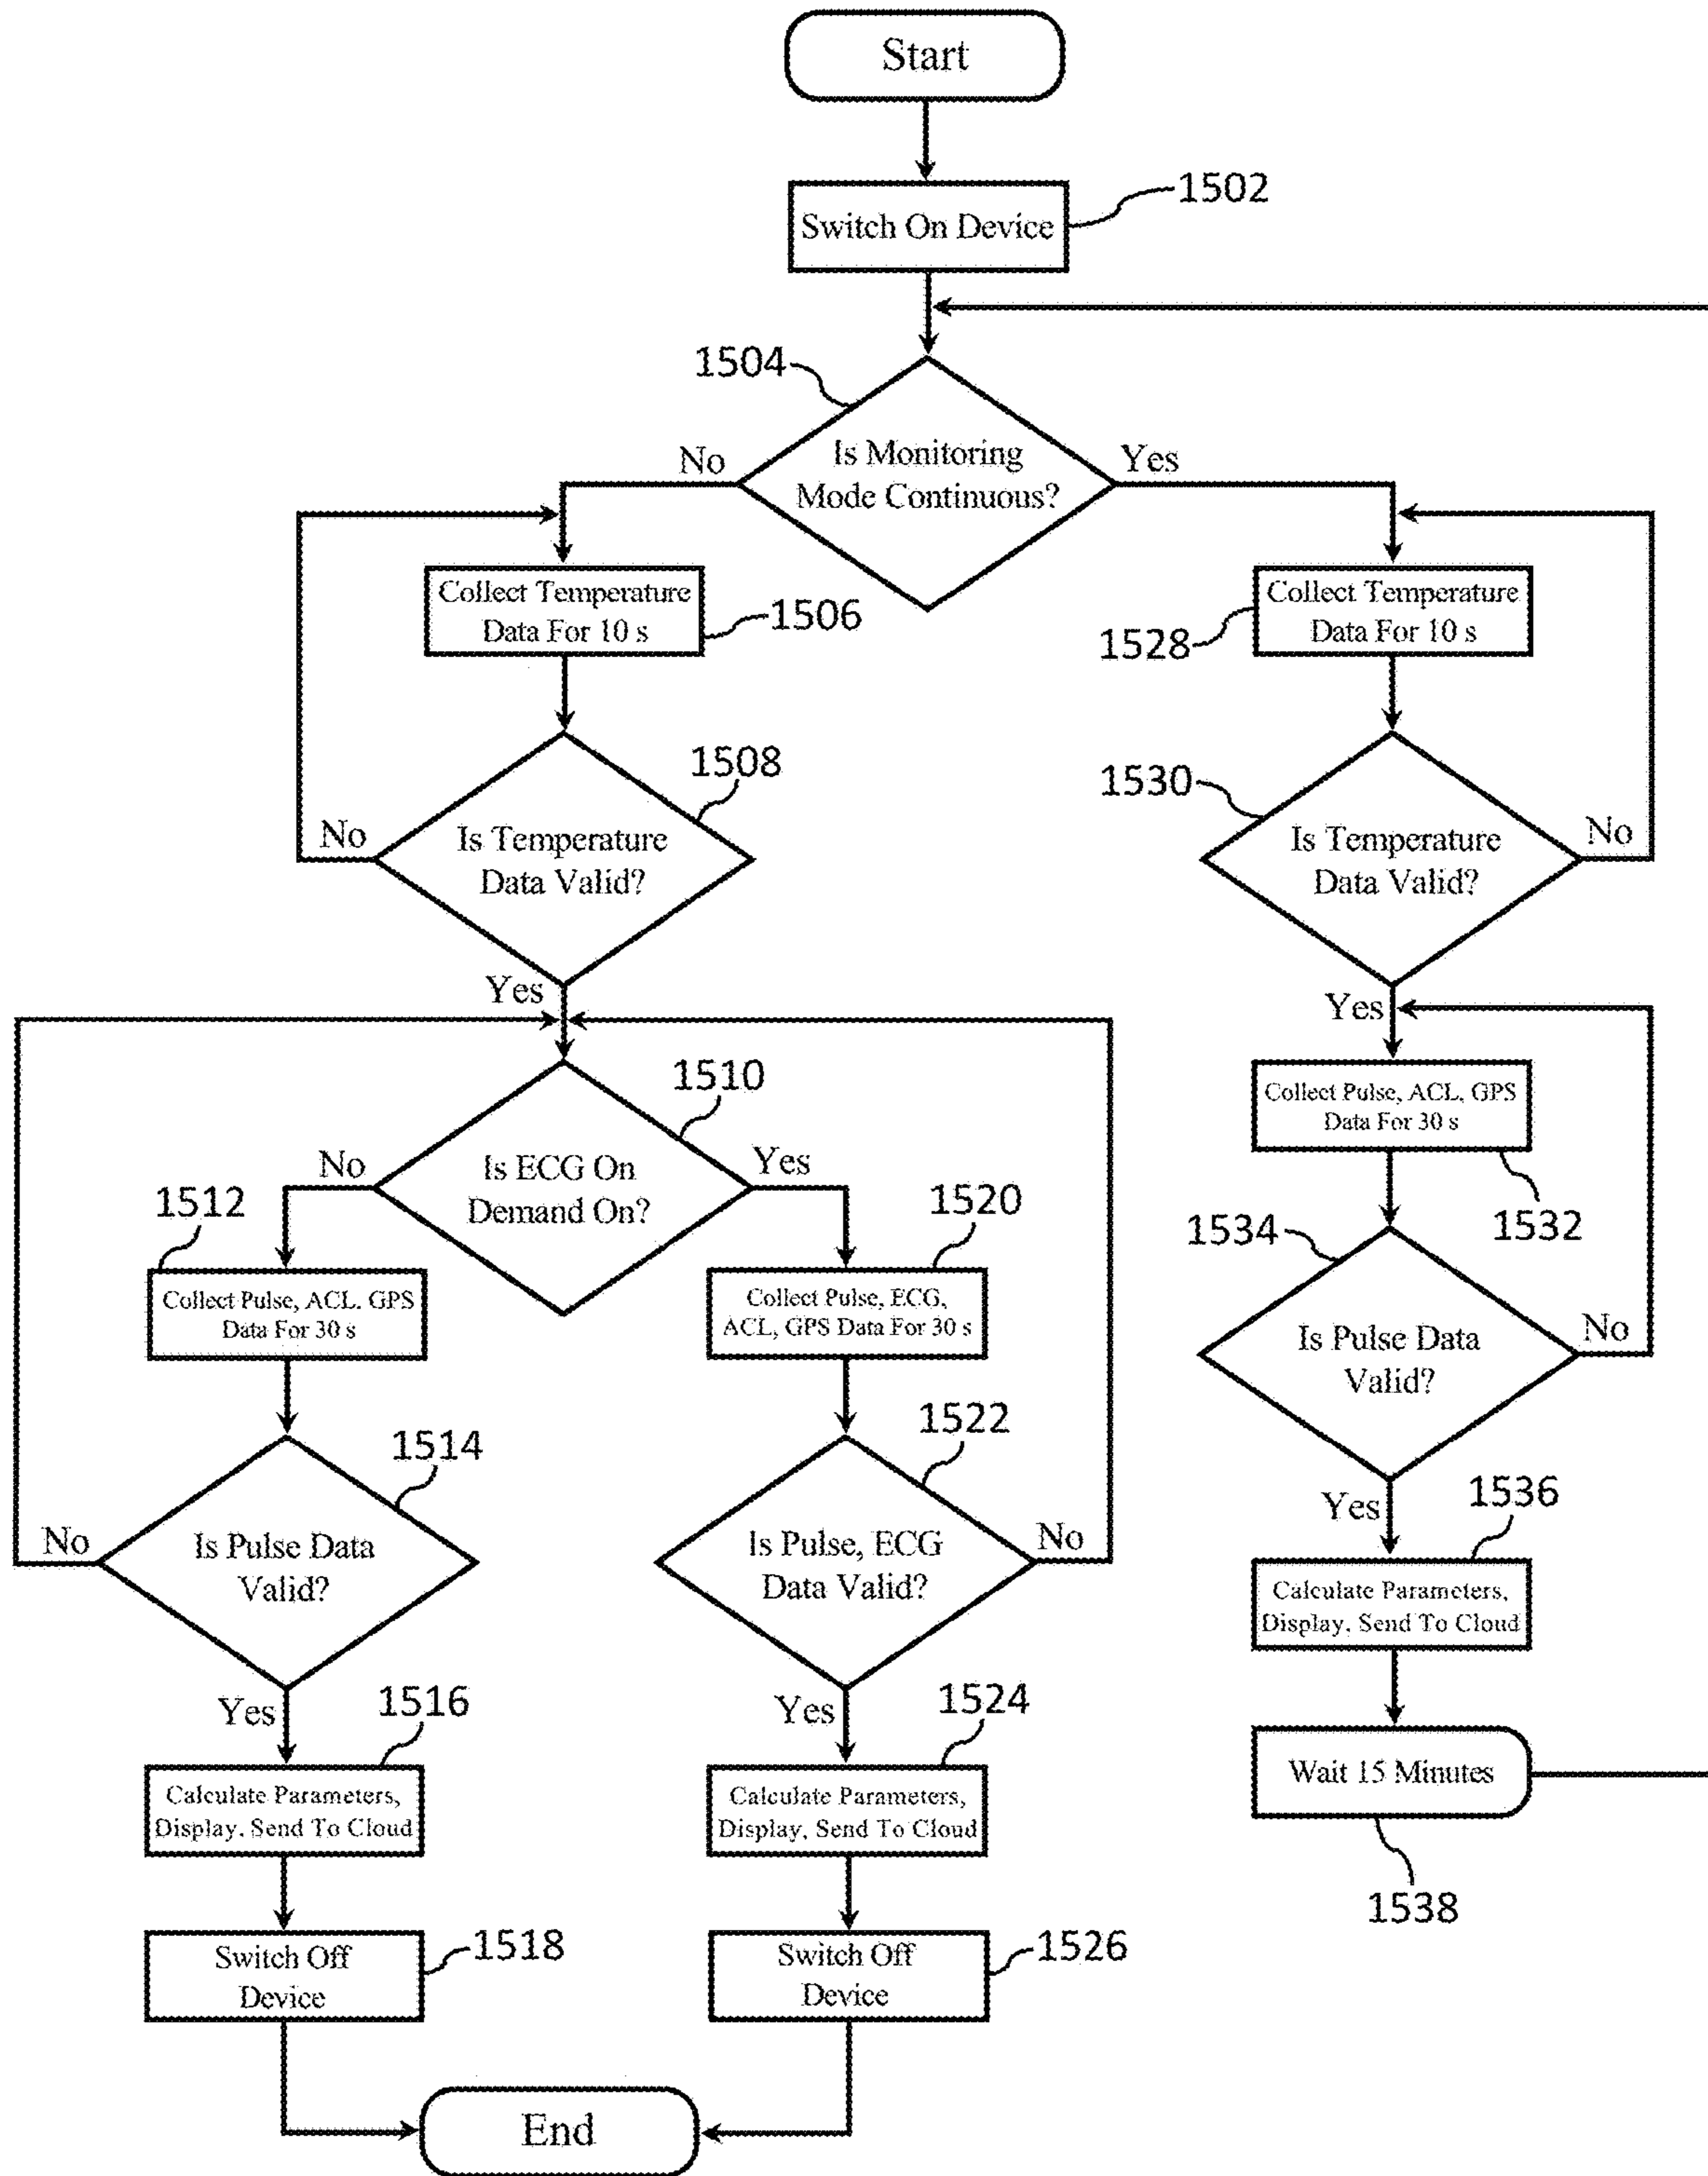 Start
Switch On Device
1502
1504
Is Monitoring
Mode Continuous?
No
Yes
Collect Temperature
Data For 10 s
1506
Collect Temperature
Data For 10 s
1528
Is Temperature
Data Valid?
1508
No
Yes
Is Temperature
Data Valid?
1530
No
Yes
Is ECG On
Demand On?
1510
No
Yes
Collect Pulse, ACL, GPS
Data For 30 s
1532
1512
Collect Pulse, ACL. GPS
Data For 30 s
1520
Collect Pulse, ECG,
ACL, GPS Data For 30 s
1534
Is Pulse Data
Valid?
No
Yes
1514
Is Pulse Data
Valid?
No
Yes
1522
Is Pulse, ECG
Data Valid?
No
Yes
1536
Calculate Parameters,
Display, Send To Cloud
1516
Calculate Parameters,
Display, Send To Cloud
1524
Calculate Parameters,
Display, Send To Cloud
Wait 15 Minutes
1538
Switch Off
Device
1518
Switch Off
Device
1526
End